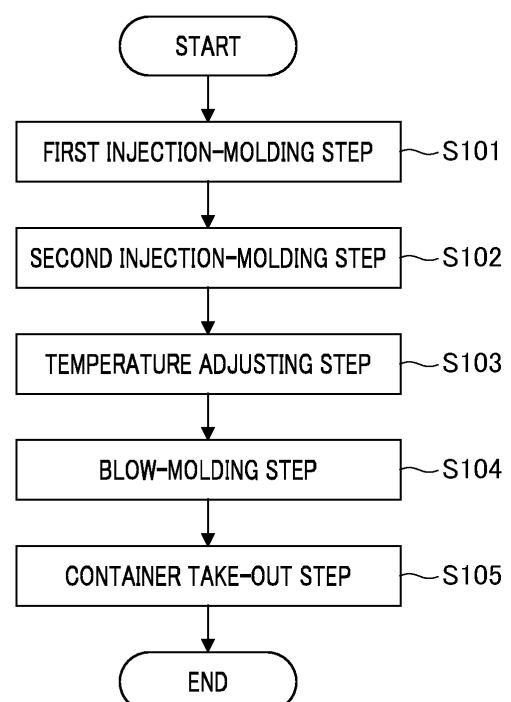 START
FIRST INJECTION-MOLDING STEP S101
SECOND INJECTION-MOLDING STEP S102
TEMPERATURE ADJUSTING STEP S103
BLOW-MOLDING STEP S104
CONTAINER TAKE-OUT STEP S105
END